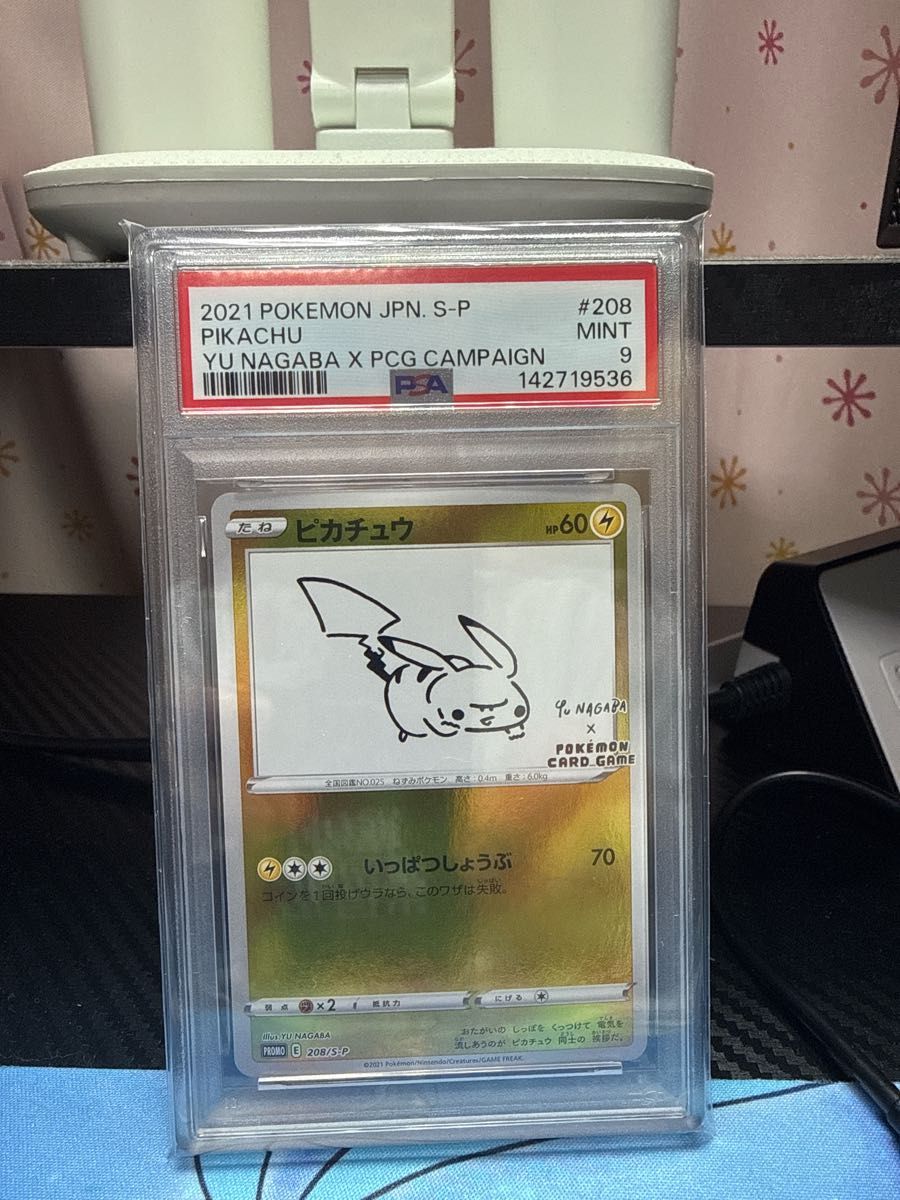 2021 POKEMON JPN. S-P #208
PIKACHU MINT
YU NAGABA X PCG CAMPAIGN 9
PSA 142719536
たね ピカチュウ HP60
YU NAGABA
X
POKÉMON
CARD GAME
全国図鑑NO.025 ねずみポケモン 高さ:0.4m 重さ:6.0kg
いっぱつしょうぶ 70
コインを1回投げウラなら、このワザは失敗。
弱点 ×2 抵抗力 にげる
Illus. YU NAGABA
PROMO E 208/S-P
おたがいの しっぽを くっつけて 電気を
流しあうのが ピカチュウ 同士の 挨拶だ。
©2021 Pokémon/Nintendo/Creatures/GAME FREAK.